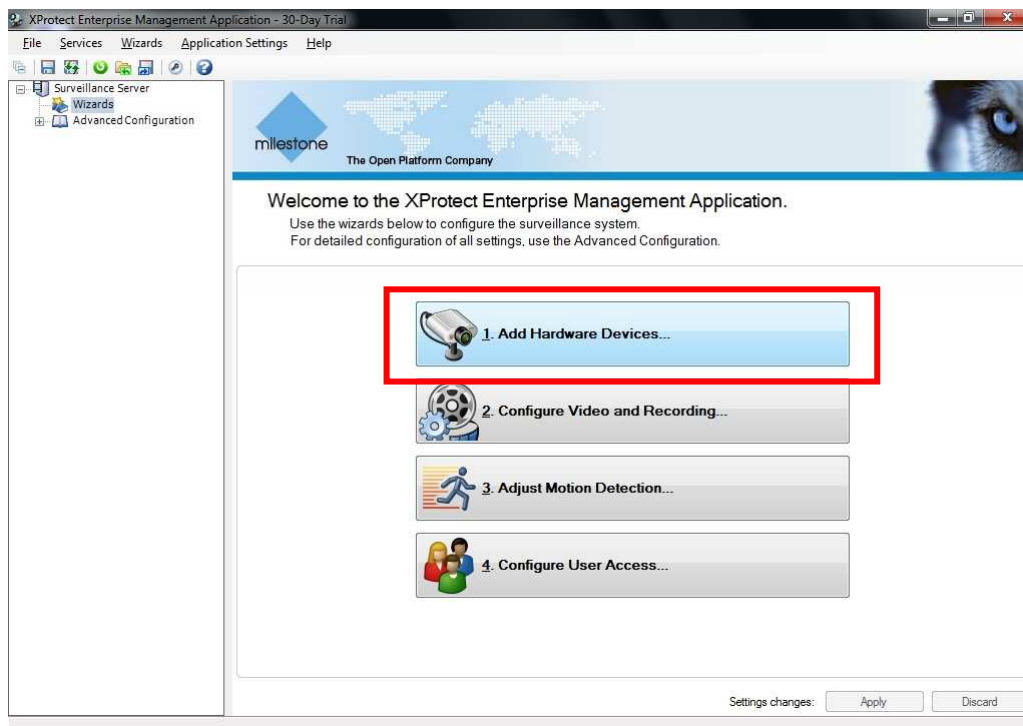 XProtect Enterprise Management Application - 30-Day Trial
File Services Wizards Application Settings Help
Surveillance Server
Wizards
Advanced Configuration
milestone
The Open Platform Company
Welcome to the XProtect Enterprise Management Application.
Use the wizards below to configure the surveillance system.
For detailed configuration of all settings, use the Advanced Configuration.
1. Add Hardware Devices...
2. Configure Video and Recording...
3. Adjust Motion Detection...
4. Configure User Access...
Settings changes: Apply Discard